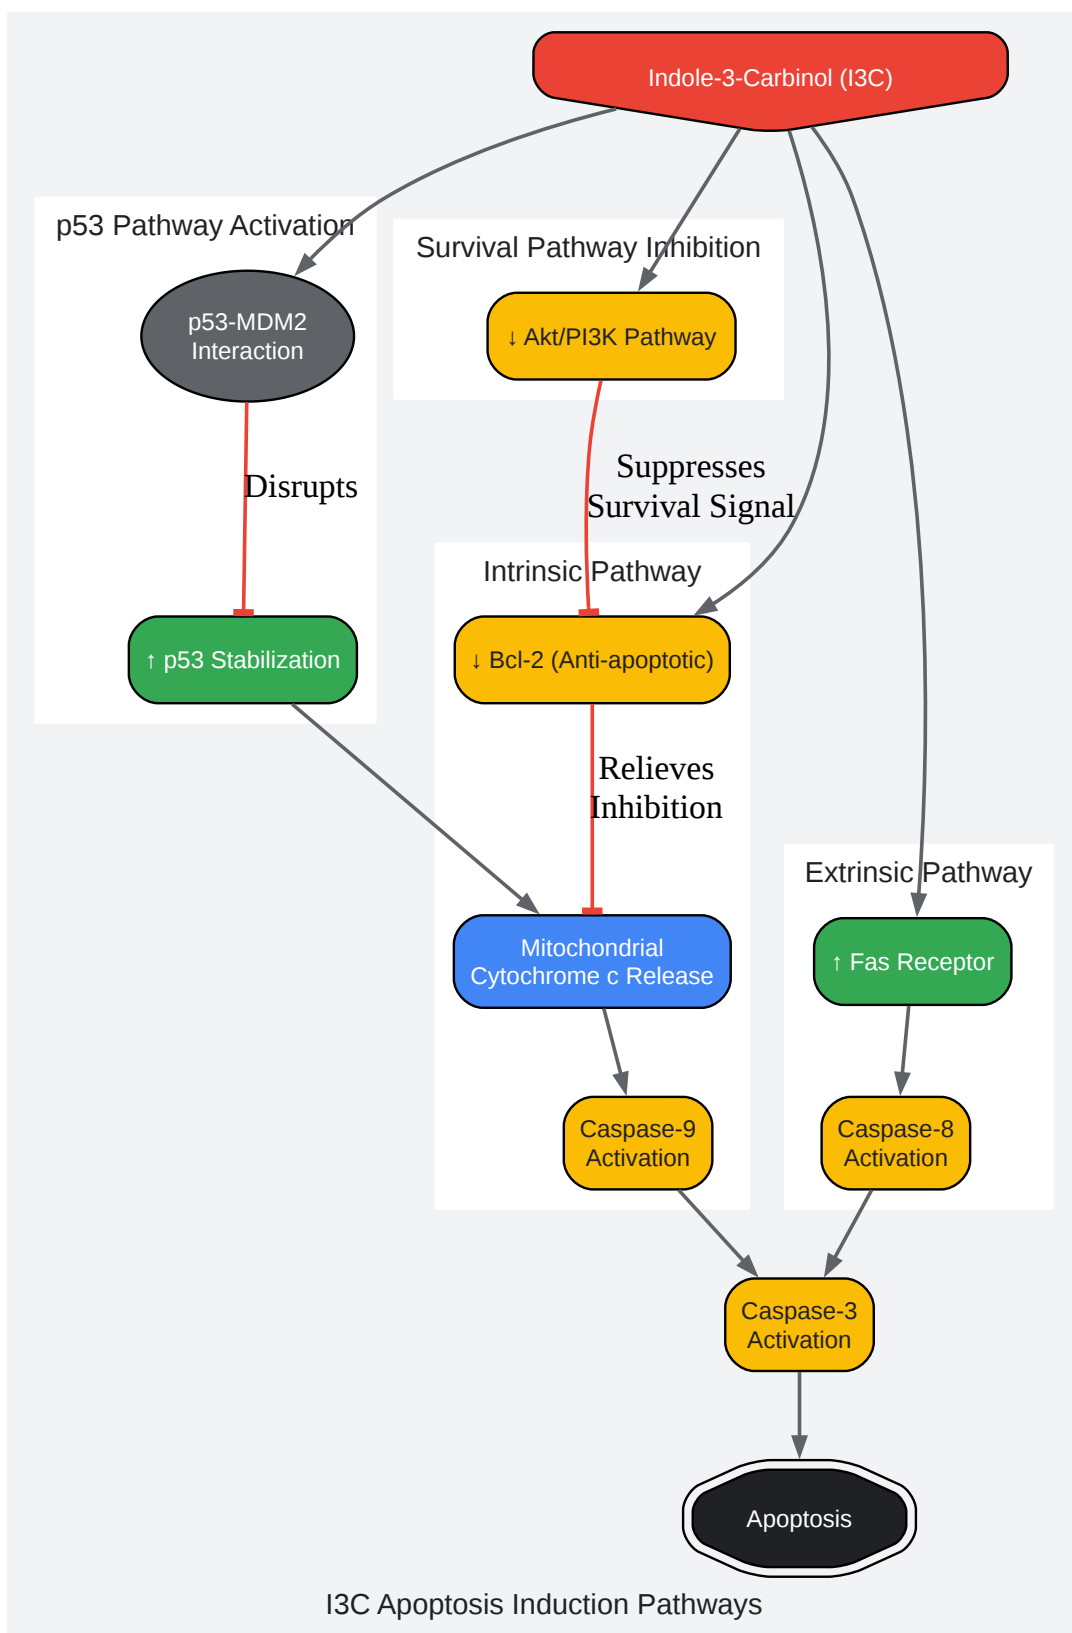 Indole-3-Carbinol (I3C)
p53 Pathway Activation
Survival Pathway Inhibition
p53-MDM2
Interaction
↓ Akt/PI3K Pathway
Disrupts
Suppresses
Survival Signal
Intrinsic Pathway
↑ p53 Stabilization
↓ Bcl-2 (Anti-apoptotic)
Relieves
Inhibition
Extrinsic Pathway
Mitochondrial
Cytochrome c Release
↑ Fas Receptor
Caspase-9
Activation
Caspase-8
Activation
Caspase-3
Activation
Apoptosis
I3C Apoptosis Induction Pathways